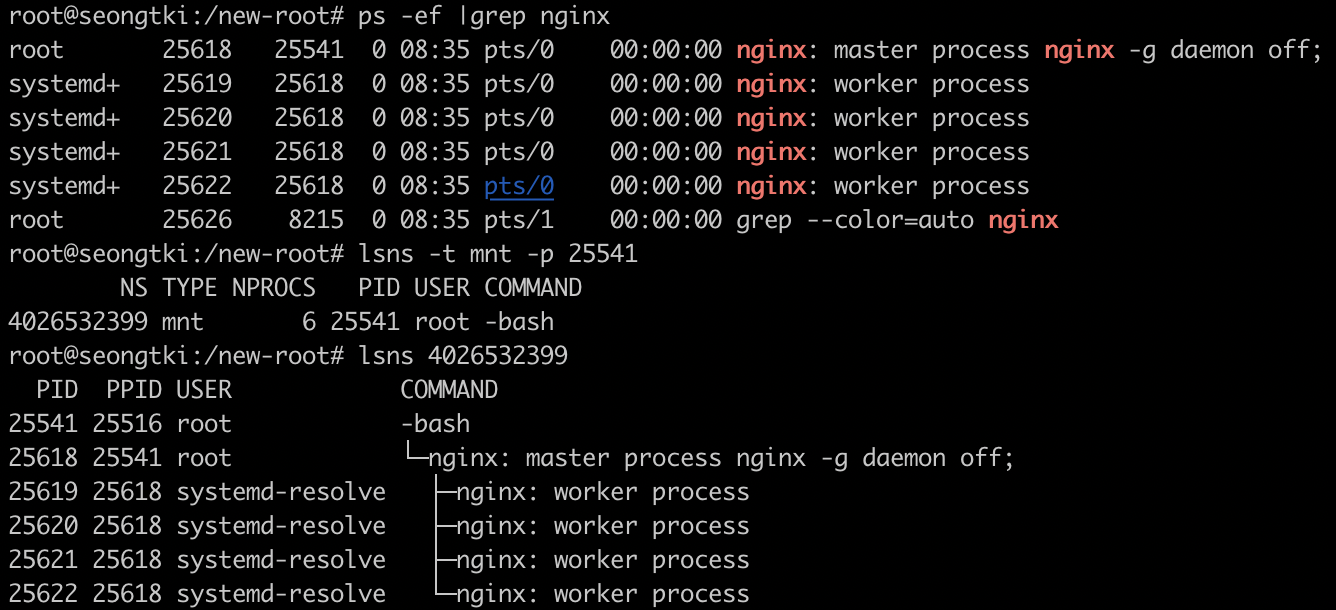 root@seongtki:/new-root# ps -ef |grep nginx
root       25618   25541  0 08:35 pts/0    00:00:00 nginx: master process nginx -g daemon off;
systemd+   25619   25618  0 08:35 pts/0    00:00:00 nginx: worker process
systemd+   25620   25618  0 08:35 pts/0    00:00:00 nginx: worker process
systemd+   25621   25618  0 08:35 pts/0    00:00:00 nginx: worker process
systemd+   25622   25618  0 08:35 pts/0    00:00:00 nginx: worker process
root       25626    8215  0 08:35 pts/1    00:00:00 grep --color=auto nginx
root@seongtki:/new-root# lsns -t mnt -p 25541
        NS TYPE NPROCS   PID USER COMMAND
4026532399 mnt       6 25541 root -bash
root@seongtki:/new-root# lsns 4026532399
  PID  PPID USER            COMMAND
25541 25516 root            -bash
25618 25541 root            └─nginx: master process nginx -g daemon off;
25619 25618 systemd-resolve   ├─nginx: worker process
25620 25618 systemd-resolve   ├─nginx: worker process
25621 25618 systemd-resolve   ├─nginx: worker process
25622 25618 systemd-resolve   └─nginx: worker process